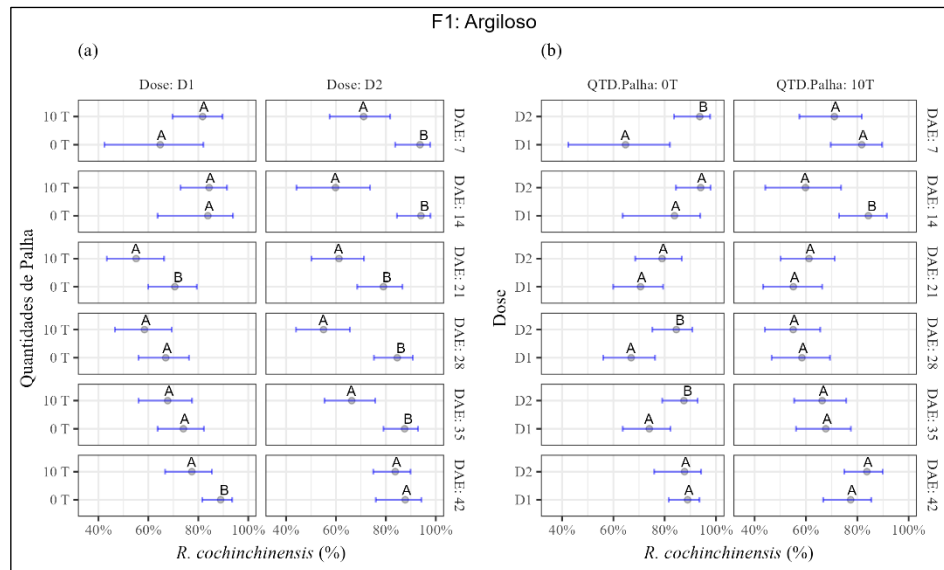 F1: Argiloso
(a)
(b)
Dose: D1
Dose: D2
QTD.Palha: 0T
QTD.Palha: 10T
Quantidades de Palha
Dose
10 T A A DAE: 7
0 T A B
10 T A A DAE: 14
0 T A B
10 T A A DAE: 21
0 T B B
10 T A A DAE: 28
0 T A B
10 T A A DAE: 35
0 T A B
10 T A A DAE: 42
0 T B A
40% 60% 80% 100% 40% 60% 80% 100%
R. cochinchinensis (%)
D2 B A DAE: 7
D1 A A
D2 A A DAE: 14
D1 A B
D2 A A DAE: 21
D1 A A
D2 B A DAE: 28
D1 A A
D2 B A DAE: 35
D1 A A
D2 A A DAE: 42
D1 A A
40% 60% 80% 100% 40% 60% 80% 100%
R. cochinchinensis (%)